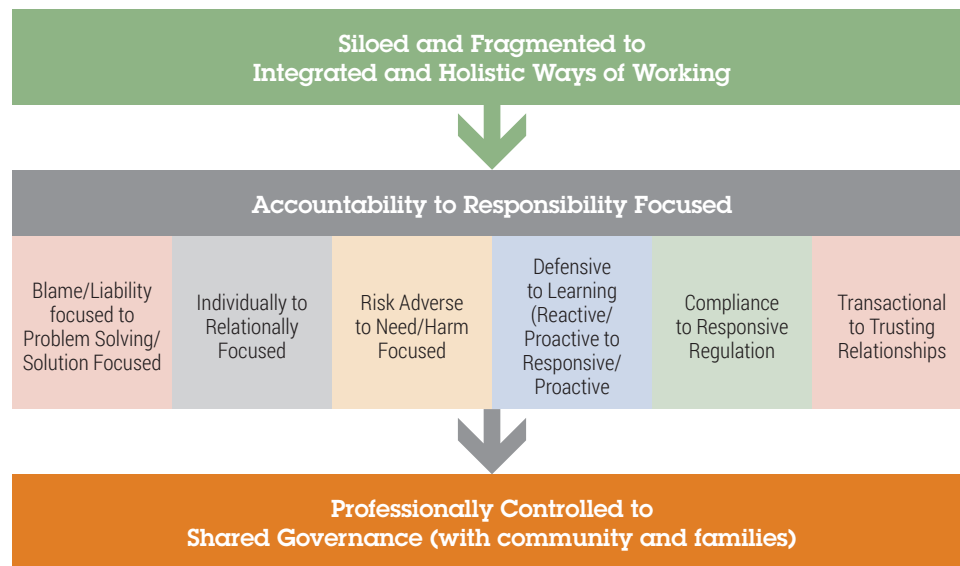 Siloed and Fragmented to
Integrated and Holistic Ways of Working
Accountability to Responsibility Focused
Blame/Liability
focused to
Problem Solving/
Solution Focused
Individually to
Relationally
Focused
Risk Adverse
to Need/Harm
Focused
Defensive
to Learning
(Reactive/
Proactive to
Responsive/
Proactive
Compliance
to Responsive
Regulation
Transactional
to Trusting
Relationships
Professionally Controlled to
Shared Governance (with community and families)